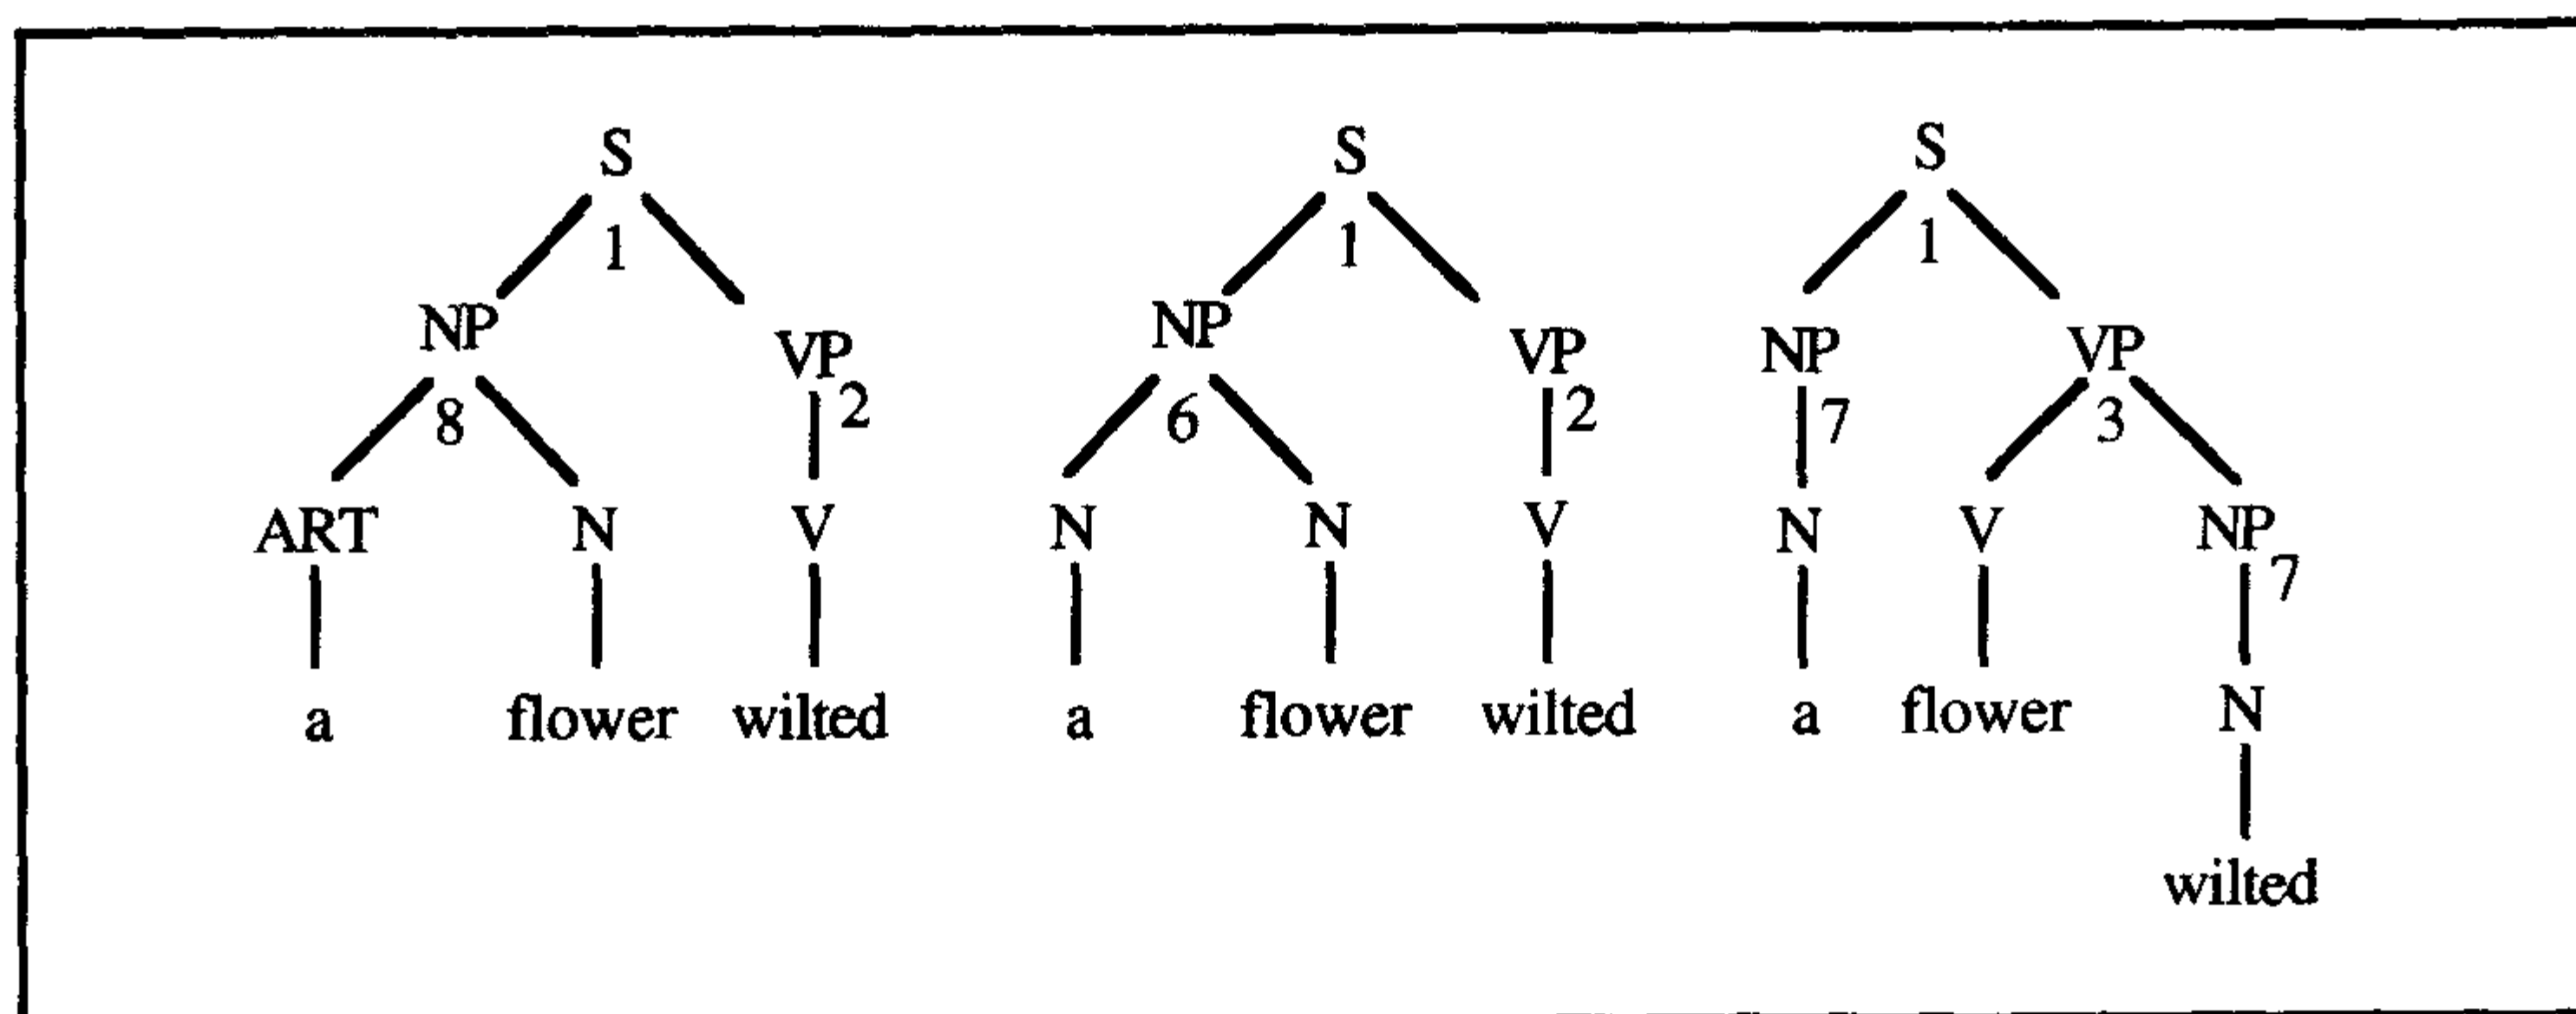 S S S
1 1 1
NP VP NP VP NP VP
8 2 6 2 7 3
ART N V N N V N V NP
7
a flower wilted a flower wilted a flower N
wilted